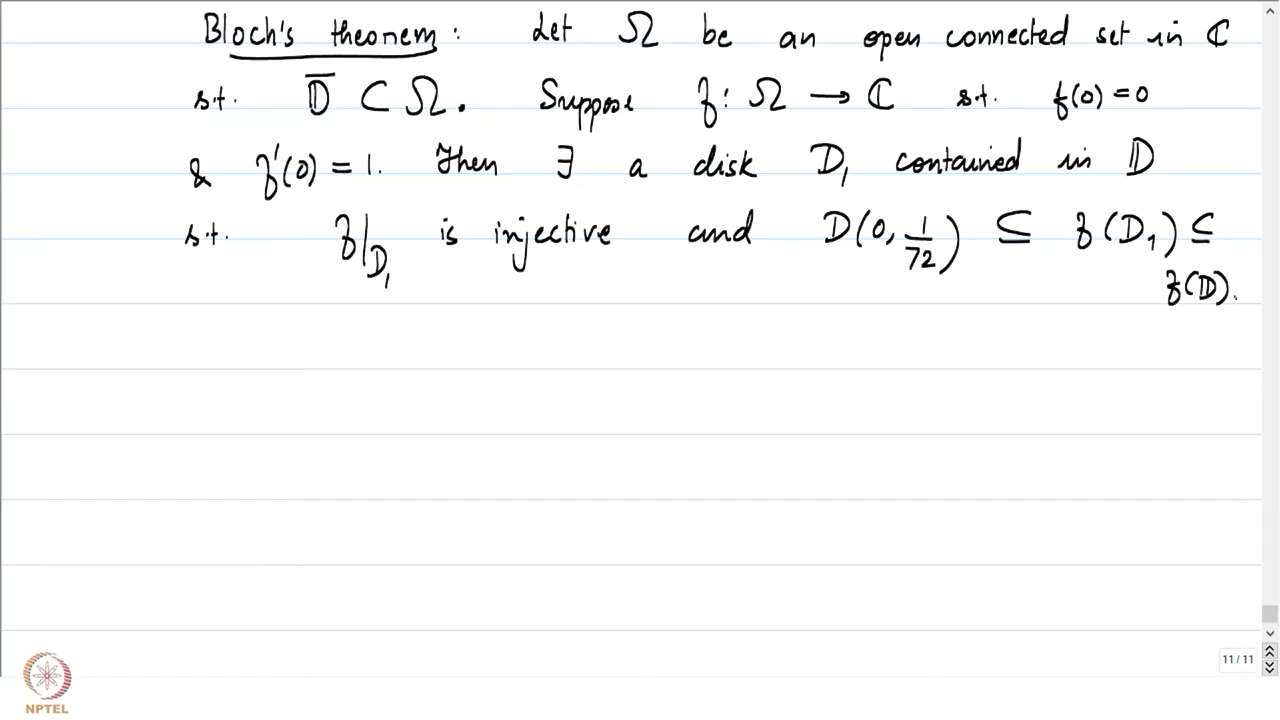 Bloch's theorem: Let Ω be an open connected set in ℂ
s.t. 𝔻̅ ⊂ Ω. Suppose f: Ω → ℂ s.t. f(0) = 0
& f'(0) = 1. Then ∃ a disk D₁ contained in 𝔻
s.t. f|_D₁ is injective and D(0, 1/72) ⊆ f(D₁) ⊆
f(𝔻).
11 / 11
NPTEL